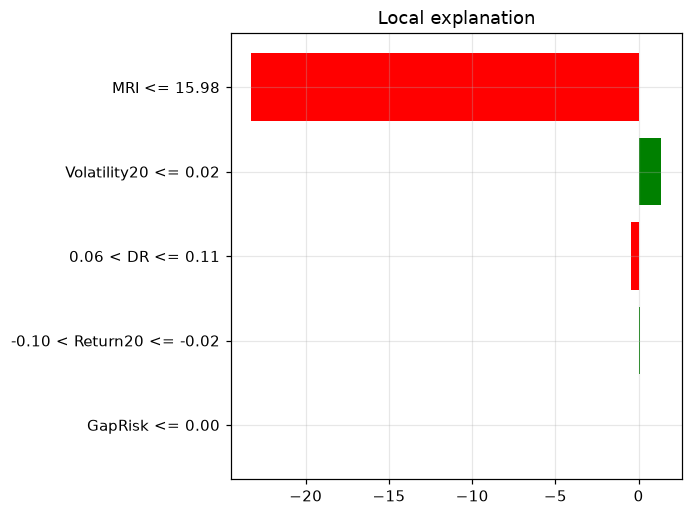 Local explanation
MRI <= 15.98
Volatility20 <= 0.02
0.06 < DR <= 0.11
-0.10 < Return20 <= -0.02
GapRisk <= 0.00
−20 −15 −10 −5 0